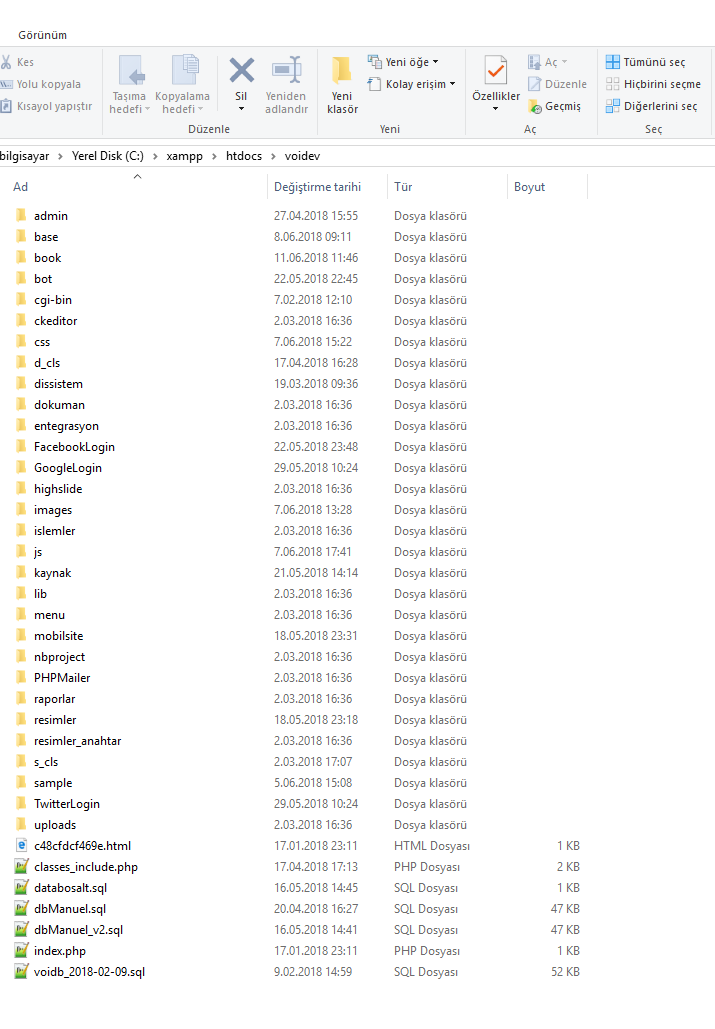 Görünüm
Kes
Yolu kopyala
Kısayol yapıştır
Taşıma hedefi
Kopyalama hedefi
Sil
Yeniden adlandır
Düzenle
Yeni klasör
Yeni öğe
Kolay erişim
Yeni
Özellikler
Aç
Düzenle
Geçmiş
Aç
Tümünü seç
Hiçbirini seçme
Diğerlerini seç
Seç
bilgisayar > Yerel Disk (C:) > xampp > htdocs > voidev
Ad Değiştirme tarihi Tür Boyut
admin 27.04.2018 15:55 Dosya klasörü
base 8.06.2018 09:11 Dosya klasörü
book 11.06.2018 11:46 Dosya klasörü
bot 22.05.2018 22:45 Dosya klasörü
cgi-bin 7.02.2018 12:10 Dosya klasörü
ckeditor 2.03.2018 16:36 Dosya klasörü
css 7.06.2018 15:22 Dosya klasörü
d_cls 17.04.2018 16:28 Dosya klasörü
dissistem 19.03.2018 09:36 Dosya klasörü
dokuman 2.03.2018 16:36 Dosya klasörü
entegrasyon 2.03.2018 16:36 Dosya klasörü
FacebookLogin 22.05.2018 23:48 Dosya klasörü
GoogleLogin 29.05.2018 10:24 Dosya klasörü
highslide 2.03.2018 16:36 Dosya klasörü
images 7.06.2018 13:28 Dosya klasörü
islemler 2.03.2018 16:36 Dosya klasörü
js 7.06.2018 17:41 Dosya klasörü
kaynak 21.05.2018 14:14 Dosya klasörü
lib 2.03.2018 16:36 Dosya klasörü
menu 2.03.2018 16:36 Dosya klasörü
mobilsite 18.05.2018 23:31 Dosya klasörü
nbproject 2.03.2018 16:36 Dosya klasörü
PHPMailer 2.03.2018 16:36 Dosya klasörü
raporlar 2.03.2018 16:36 Dosya klasörü
resimler 18.05.2018 23:18 Dosya klasörü
resimler_anahtar 2.03.2018 16:36 Dosya klasörü
s_cls 2.03.2018 17:07 Dosya klasörü
sample 5.06.2018 15:08 Dosya klasörü
TwitterLogin 29.05.2018 10:24 Dosya klasörü
uploads 2.03.2018 16:36 Dosya klasörü
c48cfdcf469e.html 17.01.2018 23:11 HTML Dosyası 1 KB
classes_include.php 17.04.2018 17:13 PHP Dosyası 2 KB
databosalt.sql 16.05.2018 14:45 SQL Dosyası 1 KB
dbManuel.sql 20.04.2018 16:27 SQL Dosyası 47 KB
dbManuel_v2.sql 16.05.2018 14:41 SQL Dosyası 47 KB
index.php 17.01.2018 23:11 PHP Dosyası 1 KB
voidb_2018-02-09.sql 9.02.2018 14:59 SQL Dosyası 52 KB